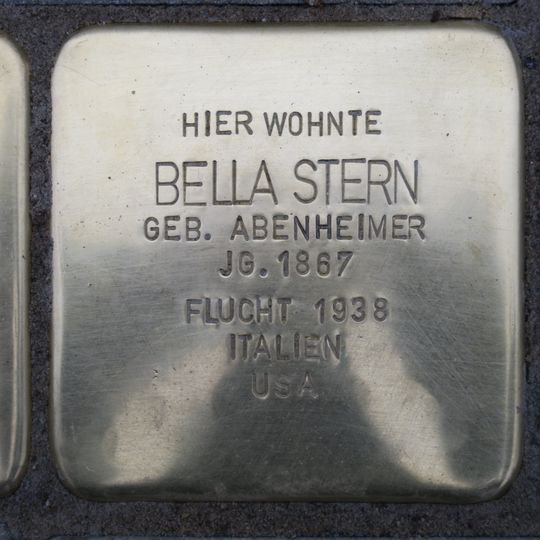 HIER WOHNTE
BELLA STERN
GEB. ABENHEIMER
JG. 1867
FLUCHT 1938
ITALIEN
USA